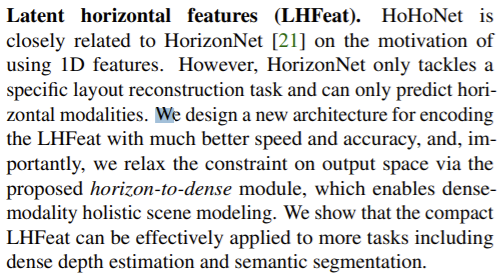 Latent horizontal features (LHFeat). HoHoNet is
closely related to HorizonNet [21] on the motivation of
using 1D features. However, HorizonNet only tackles a
specific layout reconstruction task and can only predict hori-
zontal modalities. We design a new architecture for encoding
the LHFeat with much better speed and accuracy, and, im-
portantly, we relax the constraint on output space via the
proposed horizon-to-dense module, which enables dense-
modality holistic scene modeling. We show that the compact
LHFeat can be effectively applied to more tasks including
dense depth estimation and semantic segmentation.